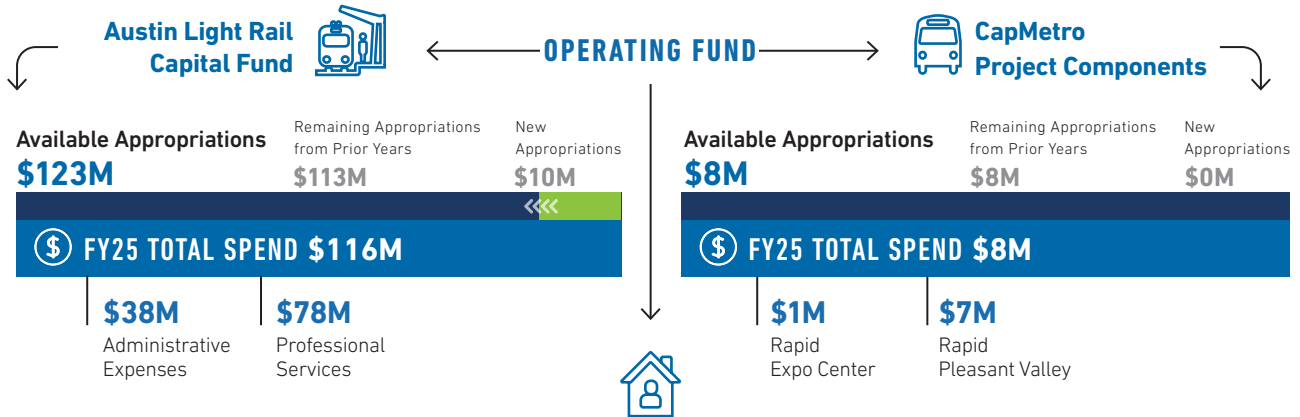 Austin Light Rail
Capital Fund
OPERATING FUND
CapMetro
Project Components
Available Appropriations
$123M
Remaining Appropriations
from Prior Years
$113M
New
Appropriations
$10M
$ FY25 TOTAL SPEND $116M
$38M
Administrative
Expenses
$78M
Professional
Services
Available Appropriations
$8M
Remaining Appropriations
from Prior Years
$8M
New
Appropriations
$0M
$ FY25 TOTAL SPEND $8M
$1M
Rapid
Expo Center
$7M
Rapid
Pleasant Valley